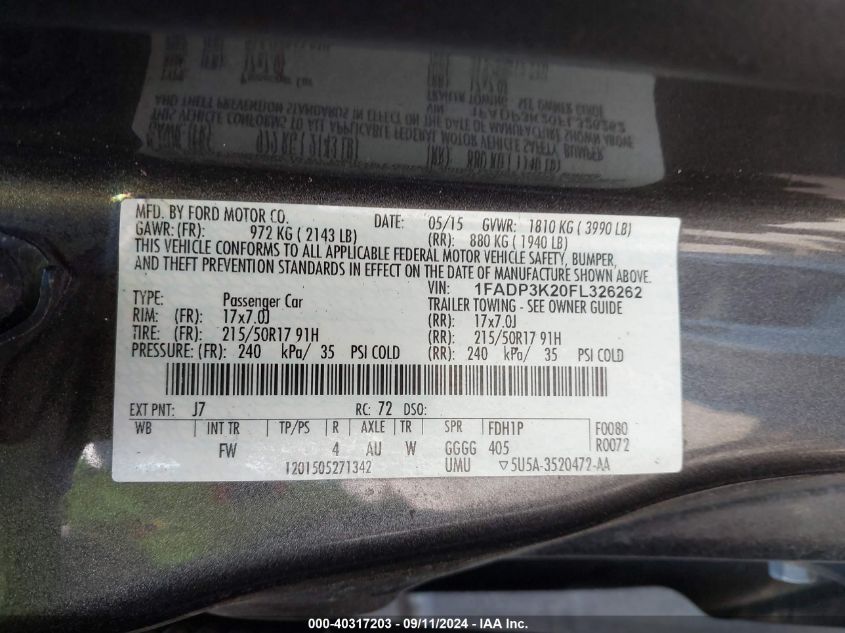 MFD. BY FORD MOTOR CO. DATE: 05/15 GVWR: 1810 KG ( 3990 LB)
GAWR: (FR): 972 KG ( 2143 LB) (RR): 880 KG ( 1940 LB)
THIS VEHICLE CONFORMS TO ALL APPLICABLE FEDERAL MOTOR VEHICLE SAFETY, BUMPER,
AND THEFT PREVENTION STANDARDS IN EFFECT ON THE DATE OF MANUFACTURE SHOWN ABOVE.
VIN: 1FADP3K20FL326262
TYPE: Passenger Car TRAILER TOWING - SEE OWNER GUIDE
RIM: (FR): 17x7.0J (RR): 17x7.0J
TIRE: (FR): 215/50R17 91H (RR): 215/50R17 91H
PRESSURE: (FR): 240 kPa/ 35 PSI COLD (RR): 240 kPa/ 35 PSI COLD
EXT PNT: J7 RC: 72 DSO:
WB INT TR TP/PS R AXLE TR SPR FDH1P F0080
FW 4 AU W GGGG 405 R0072
1201505271342 UMU ▽5U5A-3520472-AA
000-40317203 - 09/11/2024 - IAA Inc.